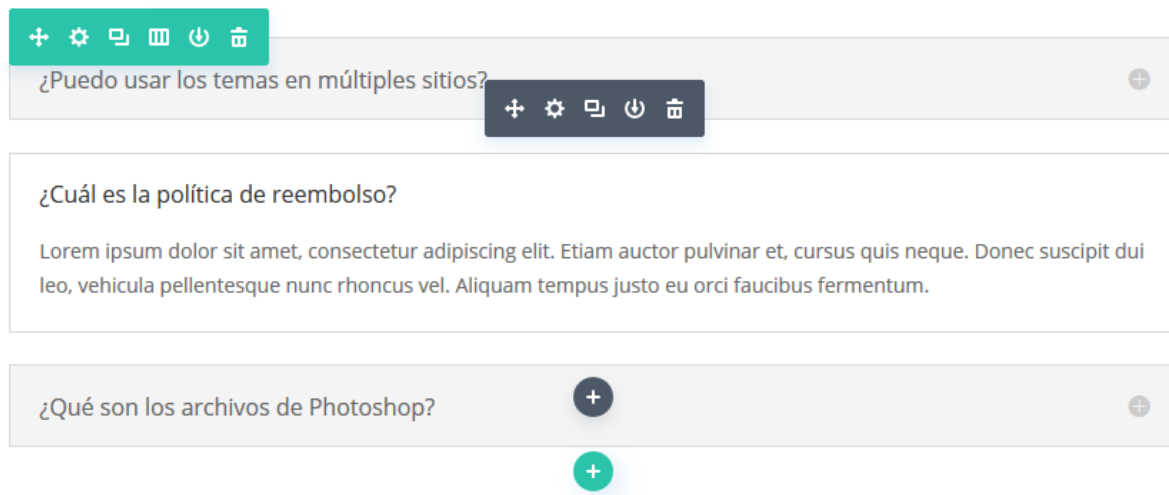 ¿Puedo usar los temas en múltiples sitios?
¿Cuál es la política de reembolso?
Lorem ipsum dolor sit amet, consectetur adipiscing elit. Etiam auctor pulvinar et, cursus quis neque. Donec suscipit dui
leo, vehicula pellentesque nunc rhoncus vel. Aliquam tempus justo eu orci faucibus fermentum.
¿Qué son los archivos de Photoshop?